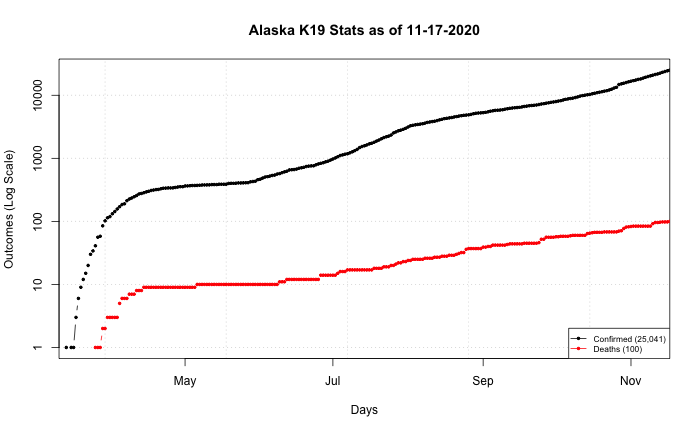 Alaska K19 Stats as of 11-17-2020
Outcomes (Log Scale)
10000
1000
100
10
1
Confirmed (25,041)
Deaths (100)
May
Jul
Sep
Nov
Days